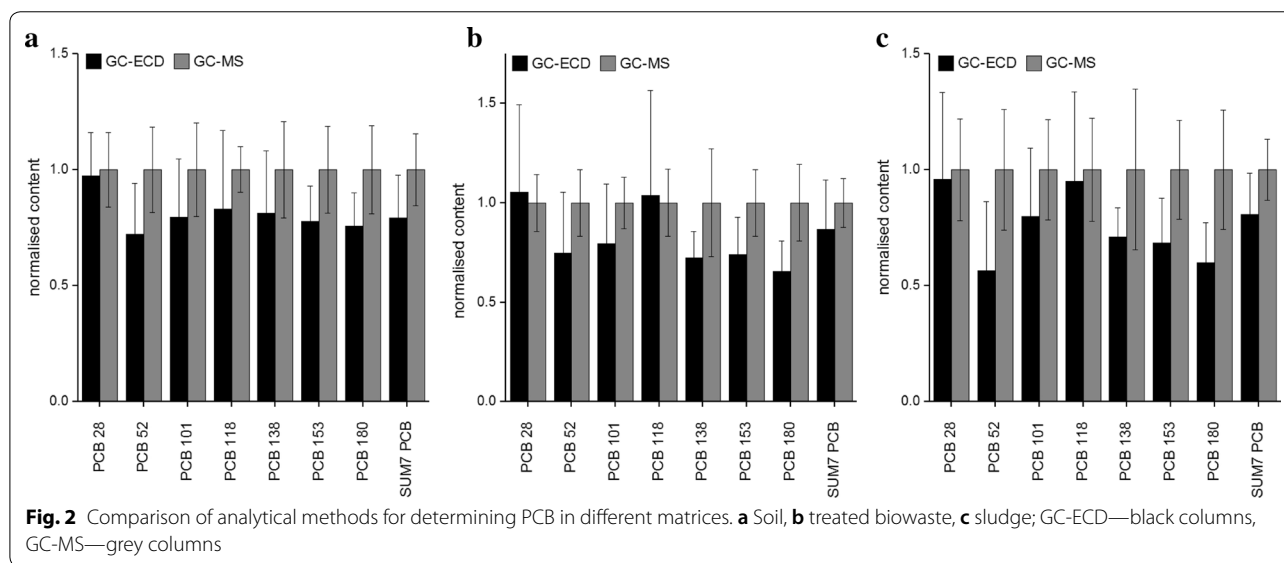 a
1.5
GC-ECD GC-MS
1.0
normalised content
0.5
0.0
PCB 28
PCB 52
PCB 101
PCB 118
PCB 138
PCB 153
PCB 180
SUM7 PCB
b
GC-ECD GC-MS
1.5
1.0
normalised content
0.5
0.0
PCB 28
PCB 52
PCB 101
PCB 118
PCB 138
PCB 153
PCB 180
SUM7 PCB
c
1.5
GC-ECD GC-MS
1.0
normalised content
0.5
0.0
PCB 28
PCB 52
PCB 101
PCB 118
PCB 138
PCB 153
PCB 180
SUM7 PCB
Fig. 2 Comparison of analytical methods for determining PCB in different matrices. a Soil, b treated biowaste, c sludge; GC-ECD—black columns,
GC-MS—grey columns